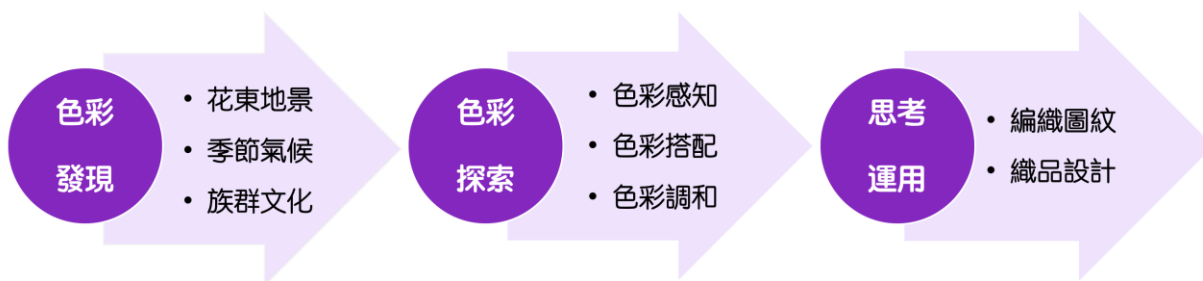 色彩
發現
• 花東地景
• 季節氣候
• 族群文化
色彩
探索
• 色彩感知
• 色彩搭配
• 色彩調和
思考
運用
• 編織圖紋
• 織品設計